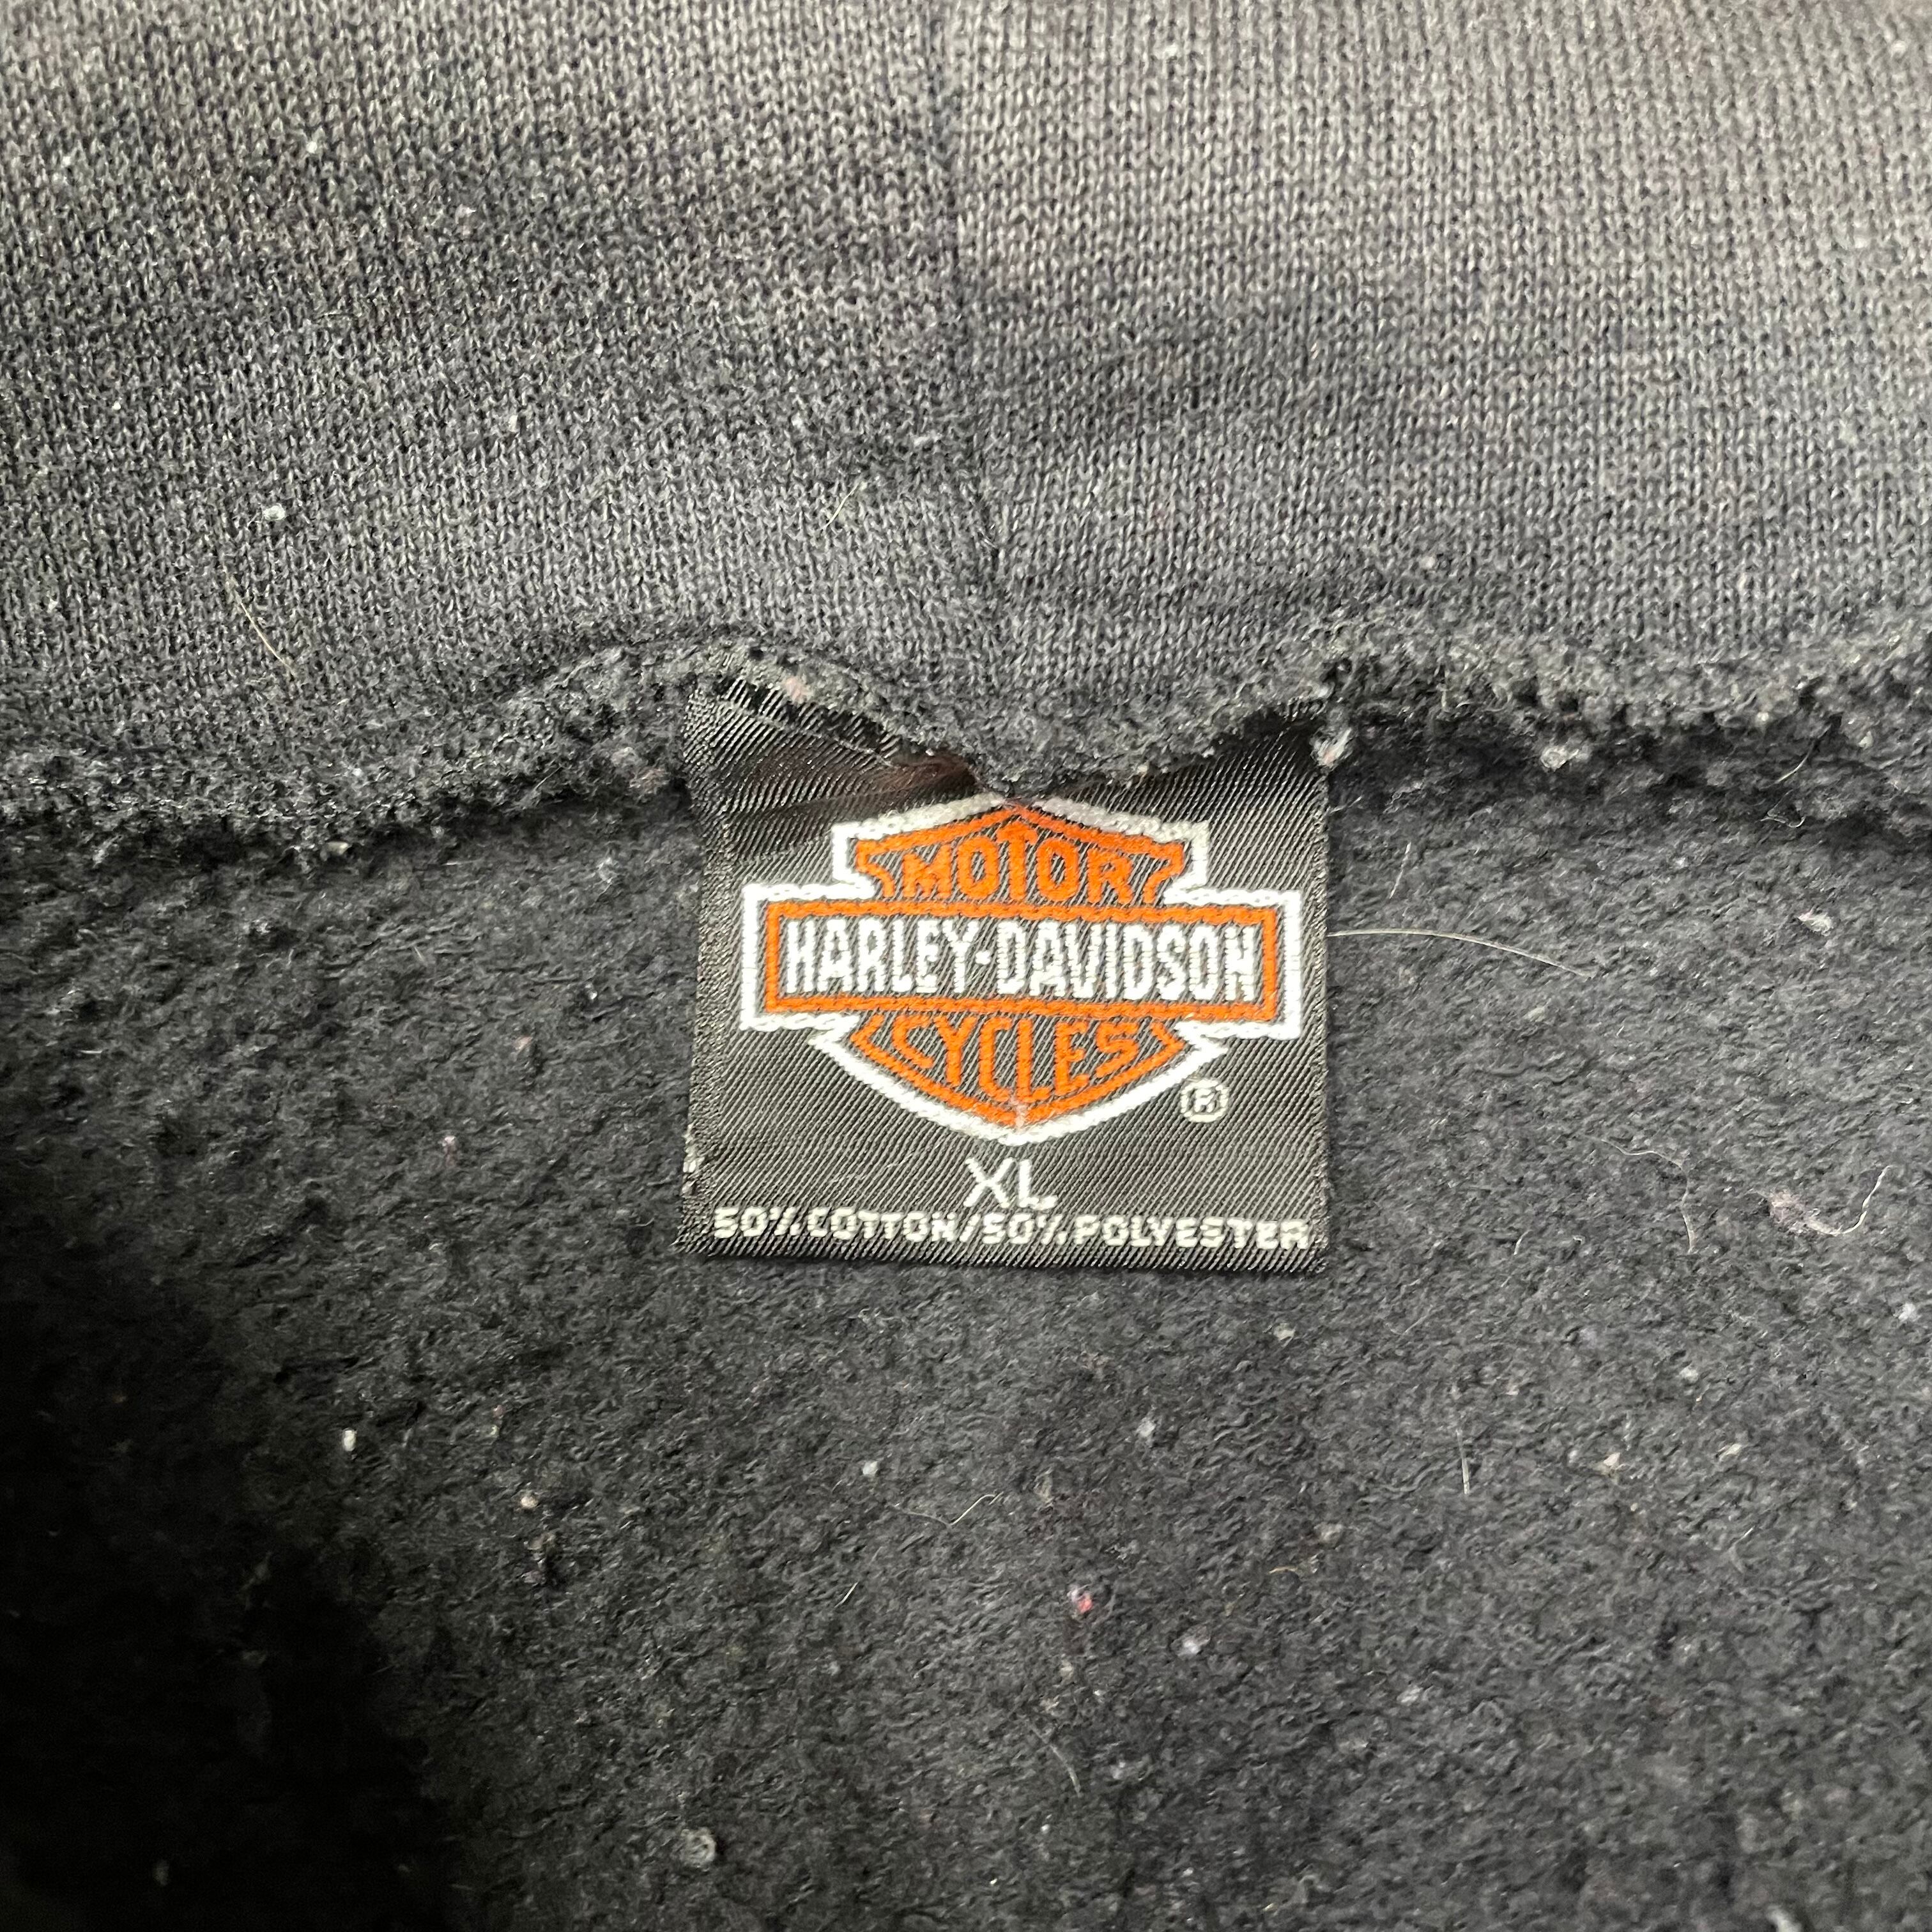 MOTOR
HARLEY-DAVIDSON
CYCLES
®
XL
50% COTTON/50% POLYESTER